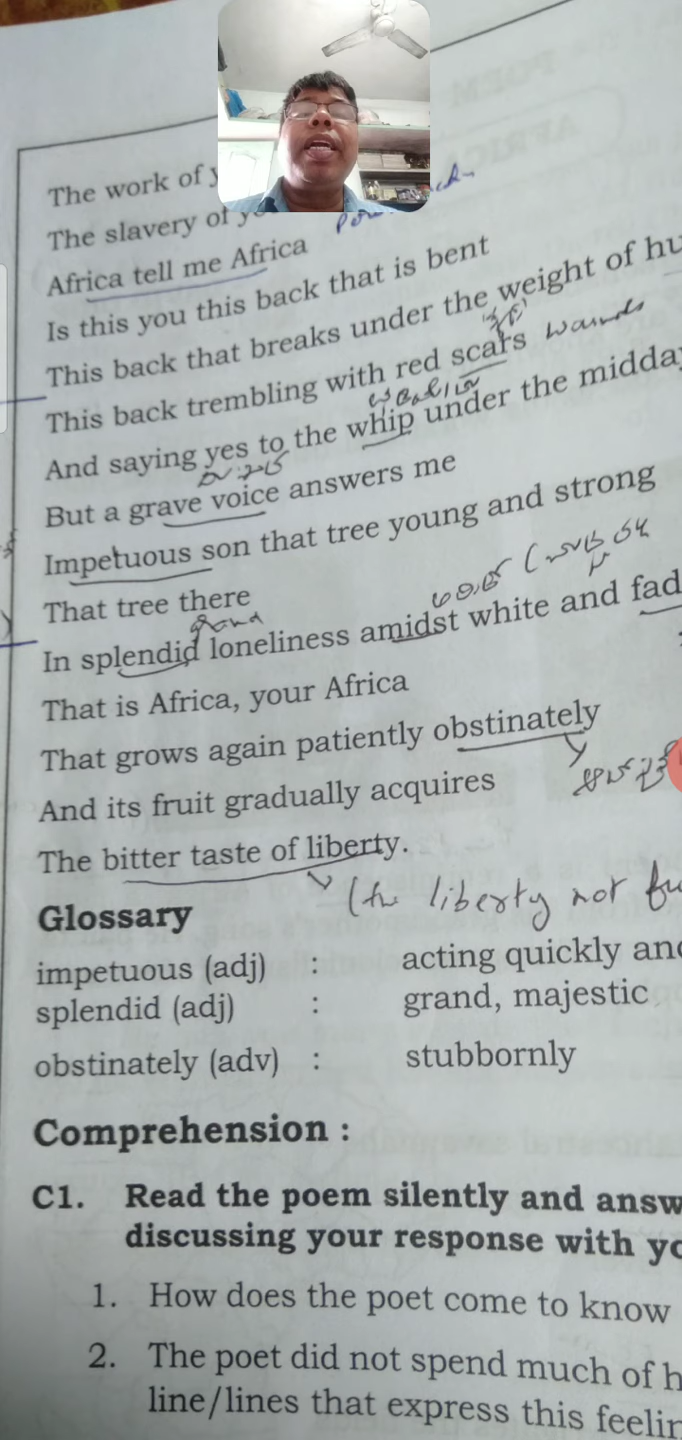 The work of
The slavery of
Africa tell me Africa
Is this you this back that is bent
This back that breaks under the weight of hu
This back trembling with red scars
And saying yes to the whip under the midday
But a grave voice answers me
Impetuous son that tree young and strong
That tree there
grand
In splendid loneliness amidst white and fad
That is Africa, your Africa
That grows again patiently obstinately
And its fruit gradually acquires
The bitter taste of liberty.
liberty not
Glossary
impetuous (adj) : acting quickly and
splendid (adj) : grand, majestic
obstinately (adv) : stubbornly
Comprehension :
C1. Read the poem silently and answ
discussing your response with yo
1. How does the poet come to know
2. The poet did not spend much of h
line/lines that express this feelin